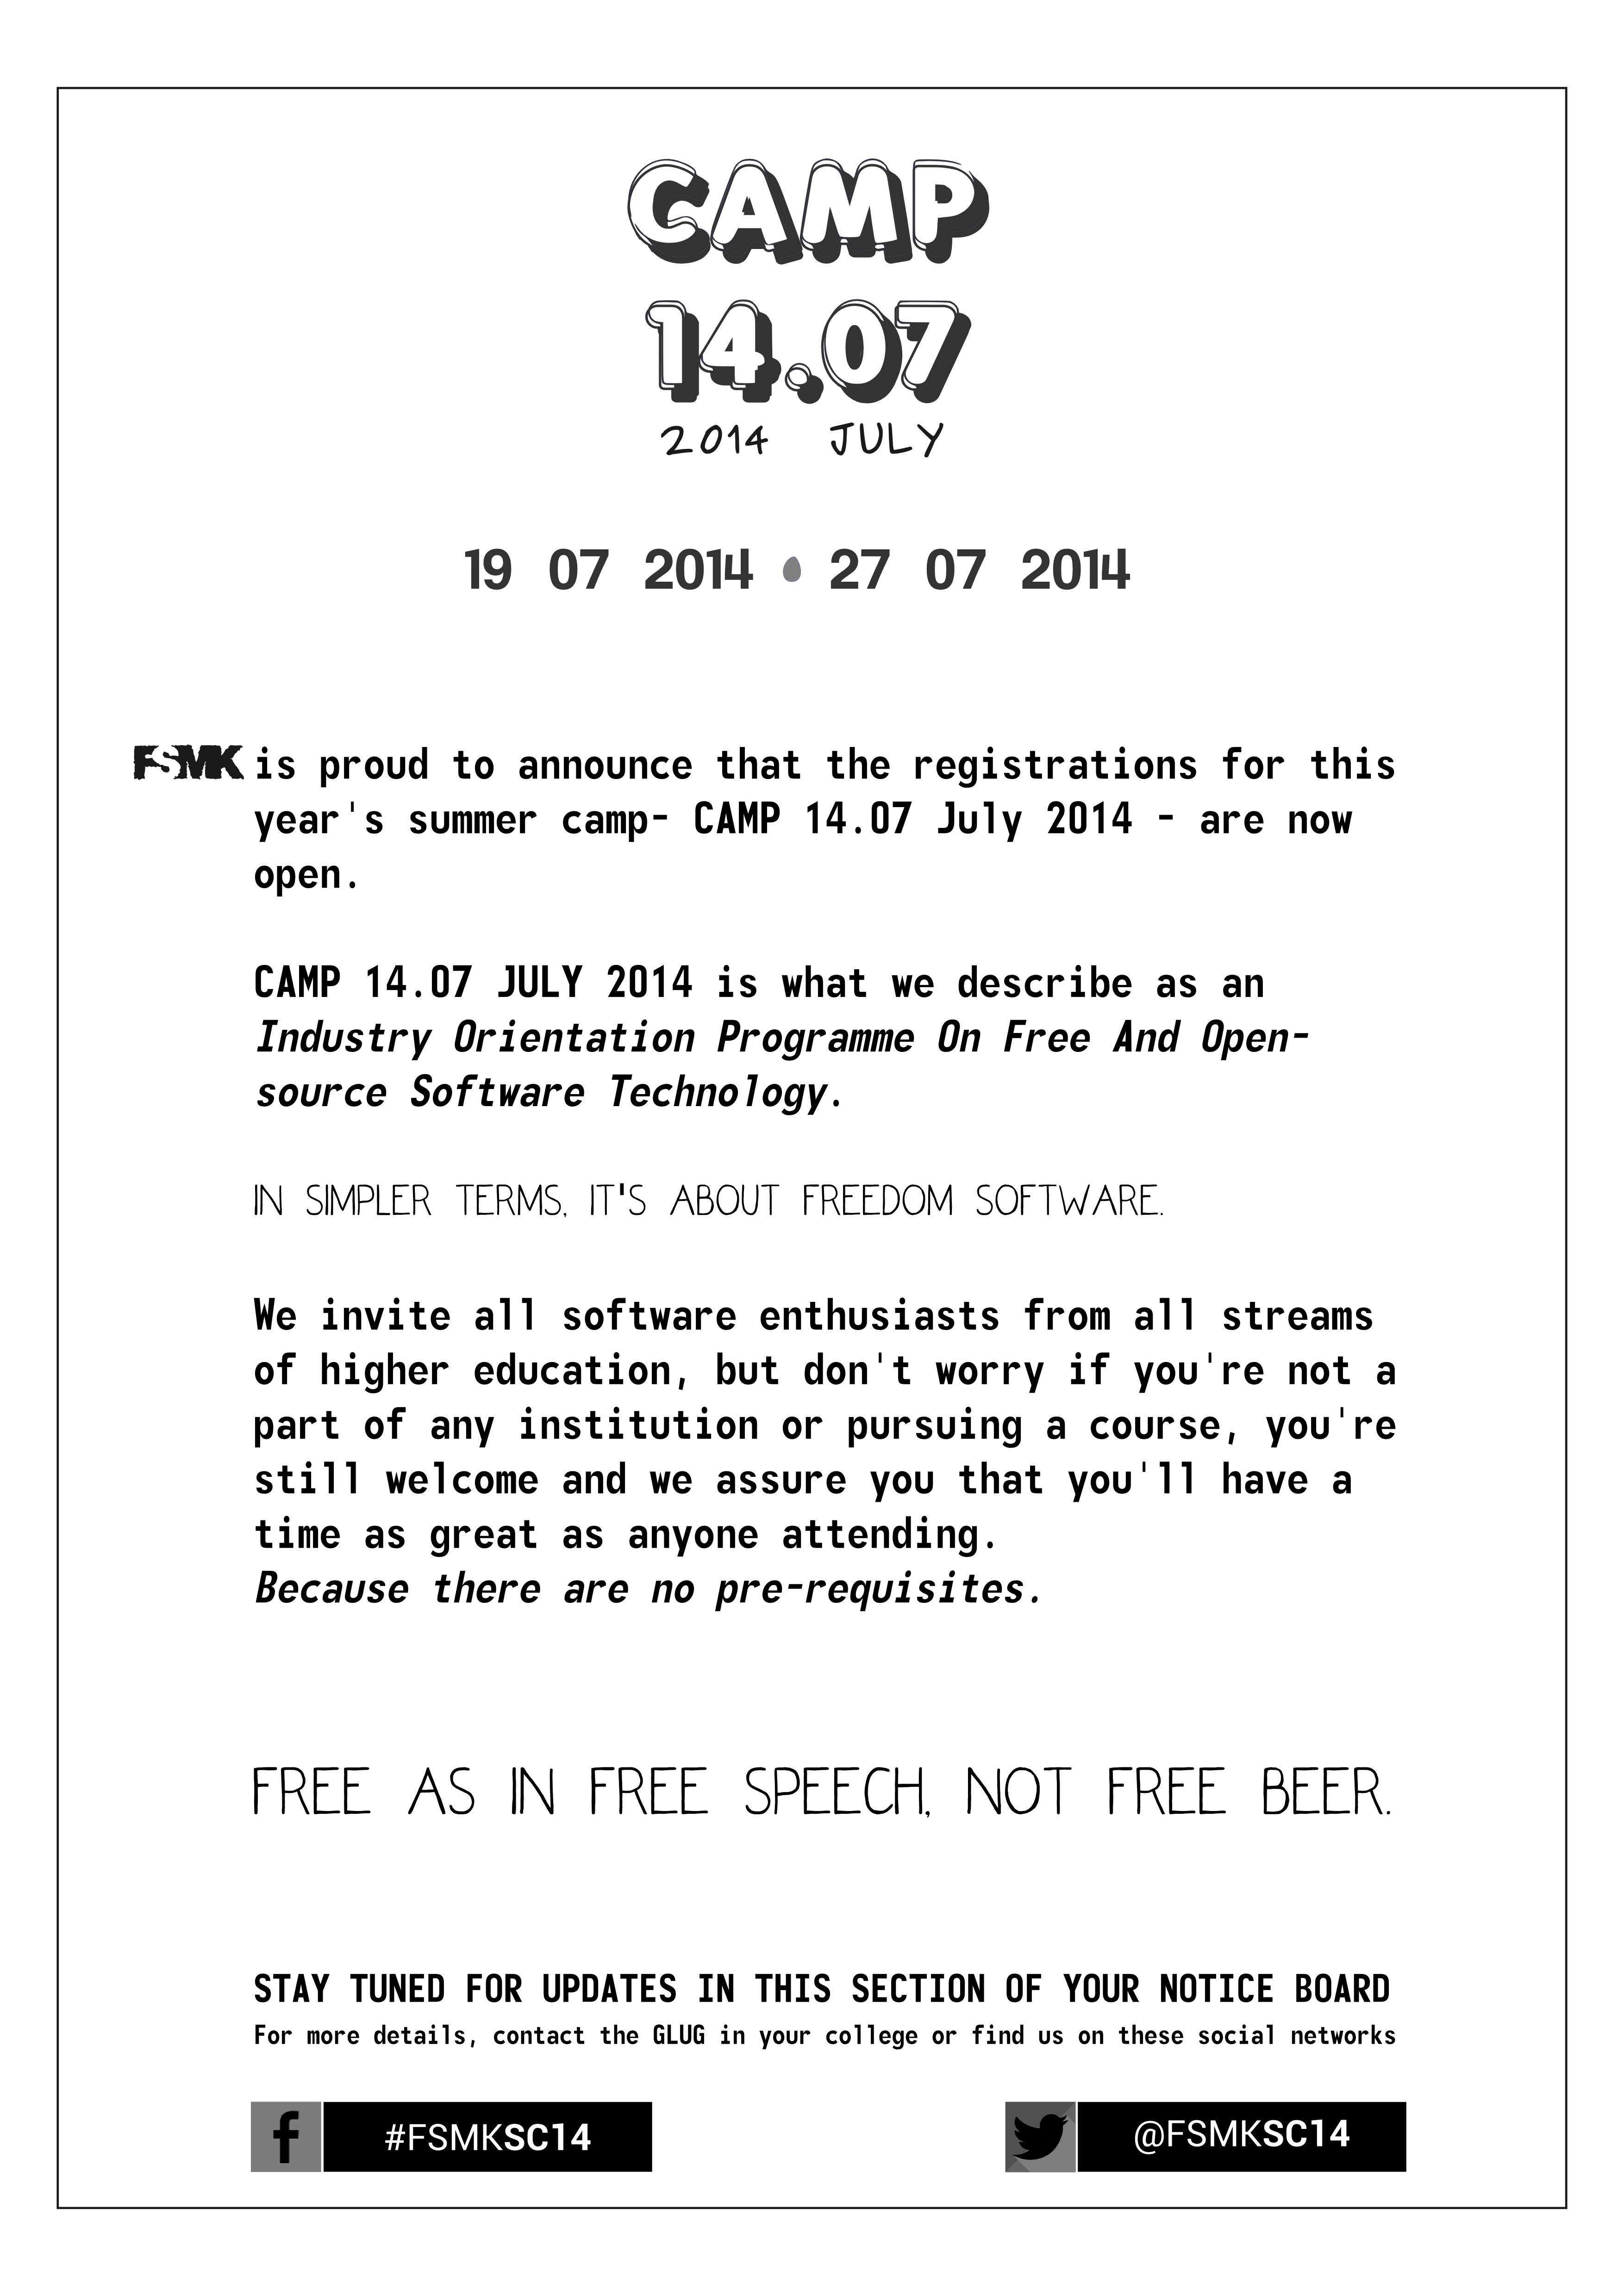 CAMP
14.07
2014 JULY
19 07 2014 27 07 2014
FSMK is proud to announce that the registrations for this
year's summer camp- CAMP 14.07 July 2014 - are now
open.
CAMP 14.07 JULY 2014 is what we describe as an
Industry Orientation Programme On Free And Open-
source Software Technology.
IN SIMPLER TERMS, IT'S ABOUT FREEDOM SOFTWARE.
We invite all software enthusiasts from all streams
of higher education, but don't worry if you're not a
part of any institution or pursuing a course, you're
still welcome and we assure you that you'll have a
time as great as anyone attending.
Because there are no pre-requisites.
FREE AS IN FREE SPEECH, NOT FREE BEER.
STAY TUNED FOR UPDATES IN THIS SECTION OF YOUR NOTICE BOARD
For more details, contact the GLUG in your college or find us on these social networks
f #FSMKSC14
@FSMKSC14